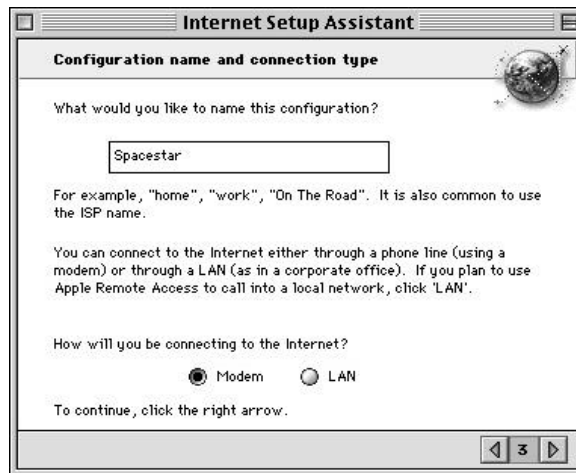 Internet Setup Assistant
Configuration name and connection type
What would you like to name this configuration?
Spacestar
For example, "home", "work", "On The Road". It is also common to use
the ISP name.
You can connect to the Internet either through a phone line (using a
modem) or through a LAN (as in a corporate office). If you plan to use
Apple Remote Access to call into a local network, click 'LAN'.
How will you be connecting to the Internet?
Modem LAN
To continue, click the right arrow.
3